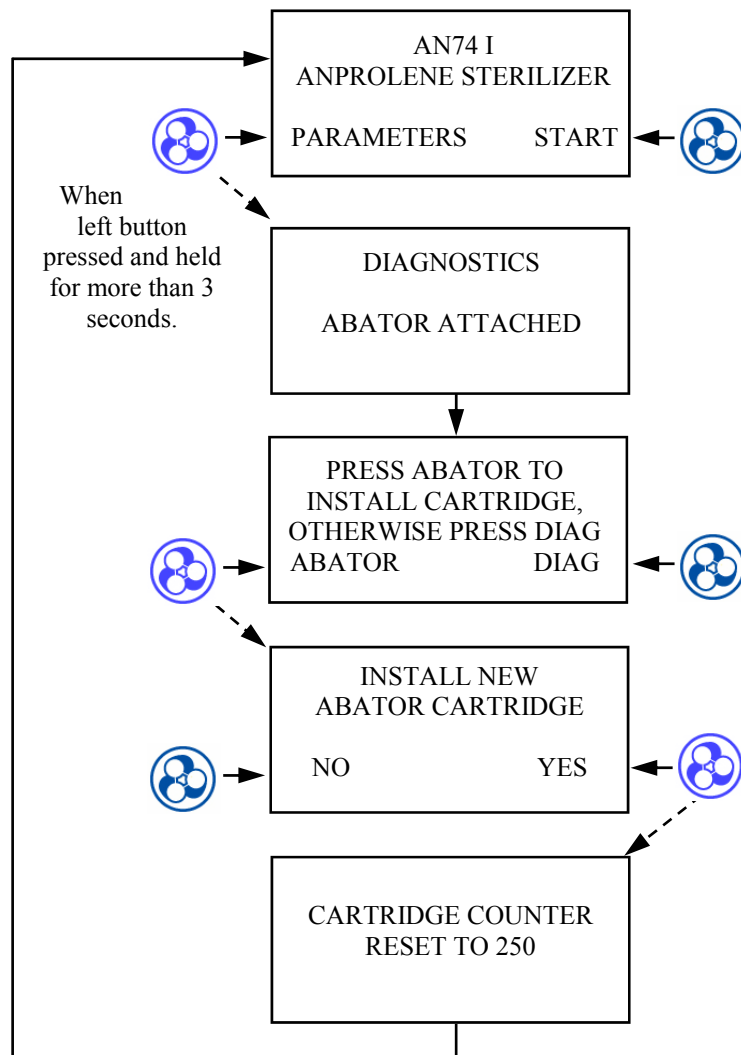 AN74 I
ANPROLENE STERILIZER
PARAMETERS START
When
left button
pressed and held
for more than 3
seconds.
DIAGNOSTICS
ABATOR ATTACHED
PRESS ABATOR TO
INSTALL CARTRIDGE,
OTHERWISE PRESS DIAG
ABATOR DIAG
INSTALL NEW
ABATOR CARTRIDGE
NO YES
CARTRIDGE COUNTER
RESET TO 250